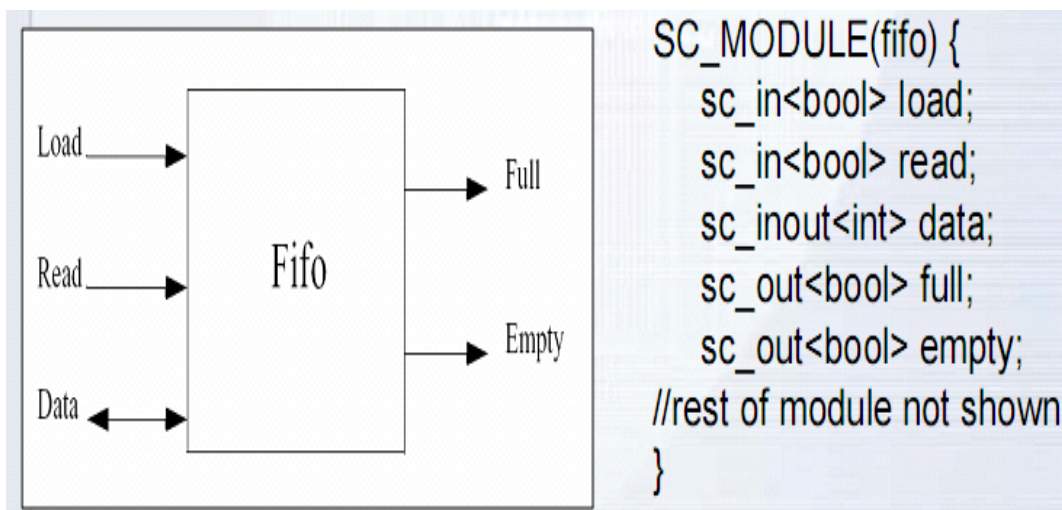 Load
Read
Data
Fifo
Full
Empty
SC_MODULE(fifo) {
sc_in<bool> load;
sc_in<bool> read;
sc_inout<int> data;
sc_out<bool> full;
sc_out<bool> empty;
//rest of module not shown
}